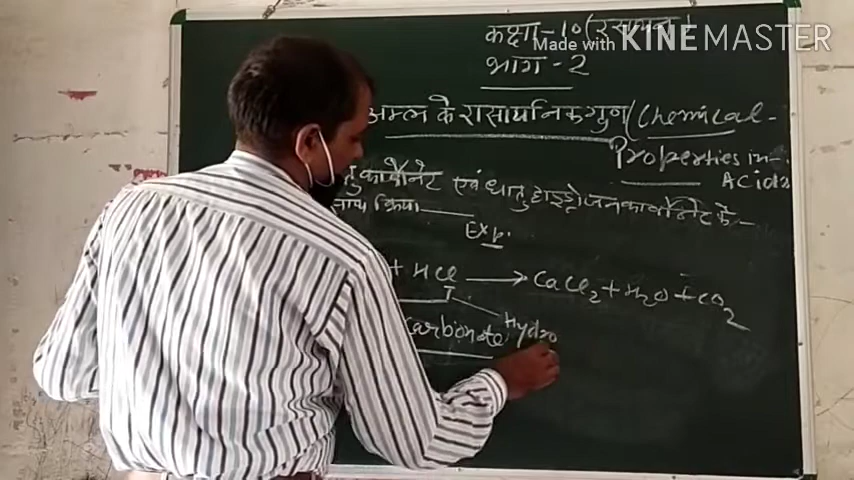 कक्षा-10 (रसायन)
Made with KINEMASTER
भाग-2
अम्ल के रासायनिक गुण/Chemical-
Properties in-
Acids
कार्बोनेट एवं धातु हाइड्रोजनकार्बोनेट के-
साथ क्रिया
Exp.
+ HCl → CaCl2 + H2O + CO2
Carbonate Hydro